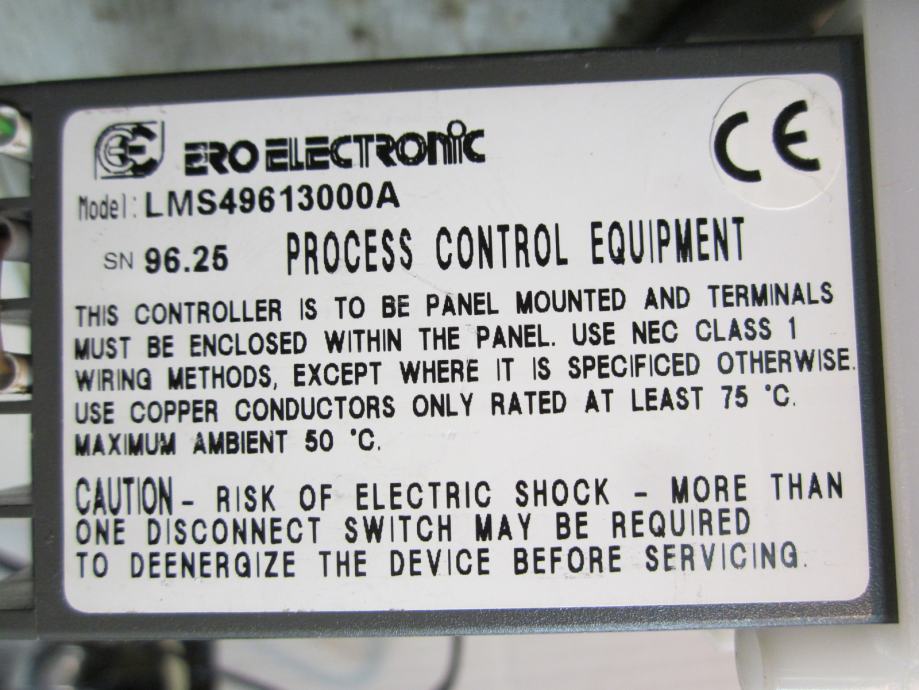 ERO ELECTRONIC
CE
Model: LMS49613000A
SN 96.25 PROCESS CONTROL EQUIPMENT
THIS CONTROLLER IS TO BE PANEL MOUNTED AND TERMINALS
MUST BE ENCLOSED WITHIN THE PANEL. USE NEC CLASS 1
WIRING METHODS, EXCEPT WHERE IT IS SPECIFICED OTHERWISE.
USE COPPER CONDUCTORS ONLY RATED AT LEAST 75 °C.
MAXIMUM AMBIENT 50 °C.
CAUTION - RISK OF ELECTRIC SHOCK - MORE THAN
ONE DISCONNECT SWITCH MAY BE REQUIRED
TO DEENERGIZE THE DEVICE BEFORE SERVICING.